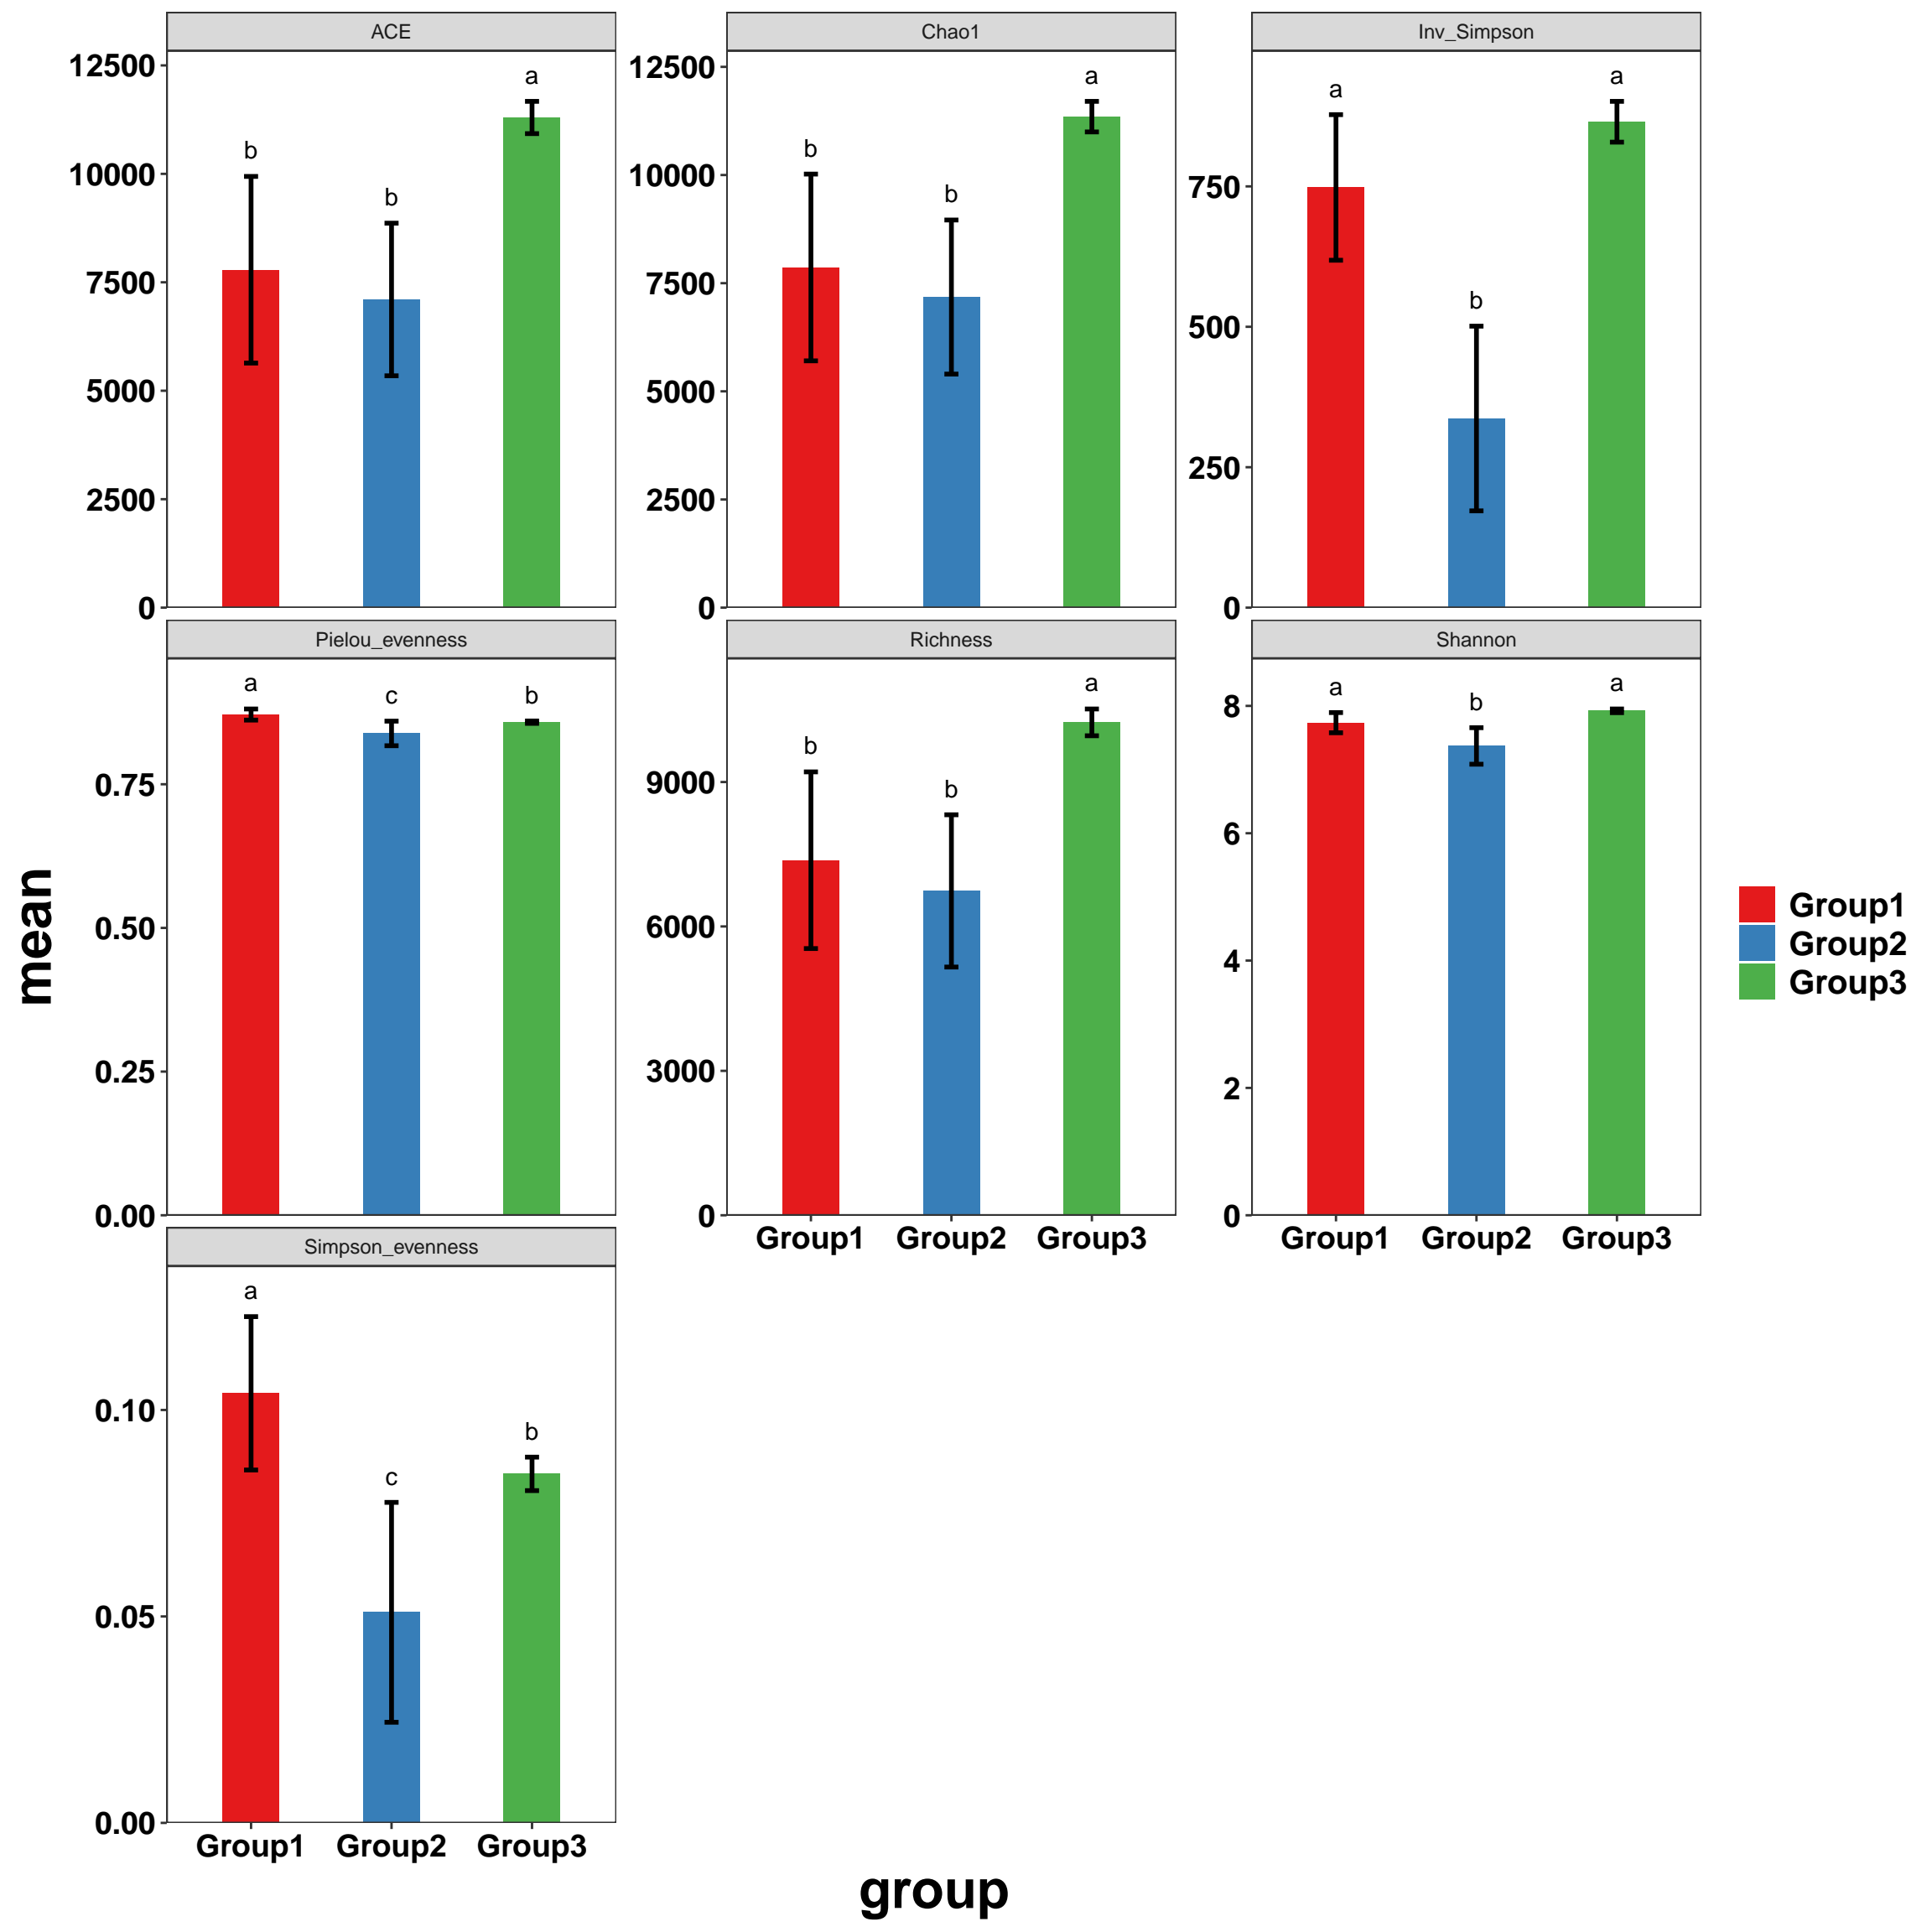 ACE
12500
10000
7500
5000
2500
0
b
b
a
Chao1
12500
10000
7500
5000
2500
0
b
b
a
Inv_Simpson
750
500
250
0
a
b
a
Pielou_evenness
0.75
0.50
0.25
0.00
a
c
b
Richness
9000
6000
3000
0
b
b
a
Group1 Group2 Group3
Shannon
8
6
4
2
0
a
b
a
Group1 Group2 Group3
Simpson_evenness
0.10
0.05
0.00
a
c
b
Group1 Group2 Group3
mean
group
Group1
Group2
Group3